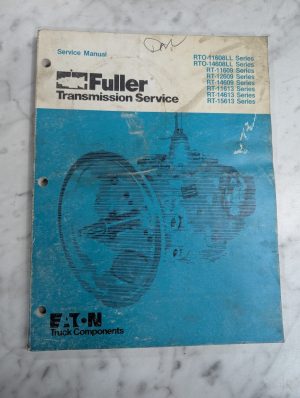 Service Manual
RTO-11608LL Series
RTO-14608LL Series
RT-11609 Series
RT-12609 Series
RT-14609 Series
RT-11613 Series
RT-14613 Series
RT-15613 Series
Fuller
Transmission Service
EATON
Truck Components